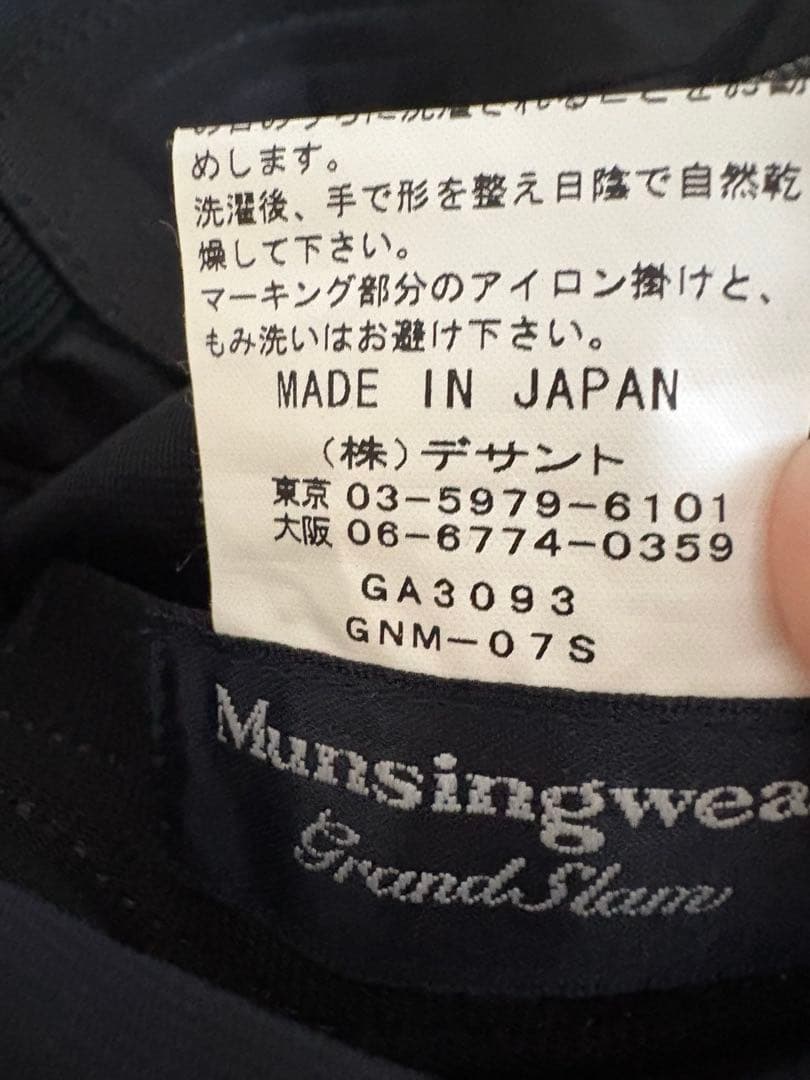 めします。
洗濯後、手で形を整え日陰で自然乾
燥して下さい。
マーキング部分のアイロン掛けと、
もみ洗いはお避け下さい。
MADE IN JAPAN
(株)デサント
東京 03-5979-6101
大阪 06-6774-0359
GA3093
GNM-07S
Munsingwea
Grand Slam